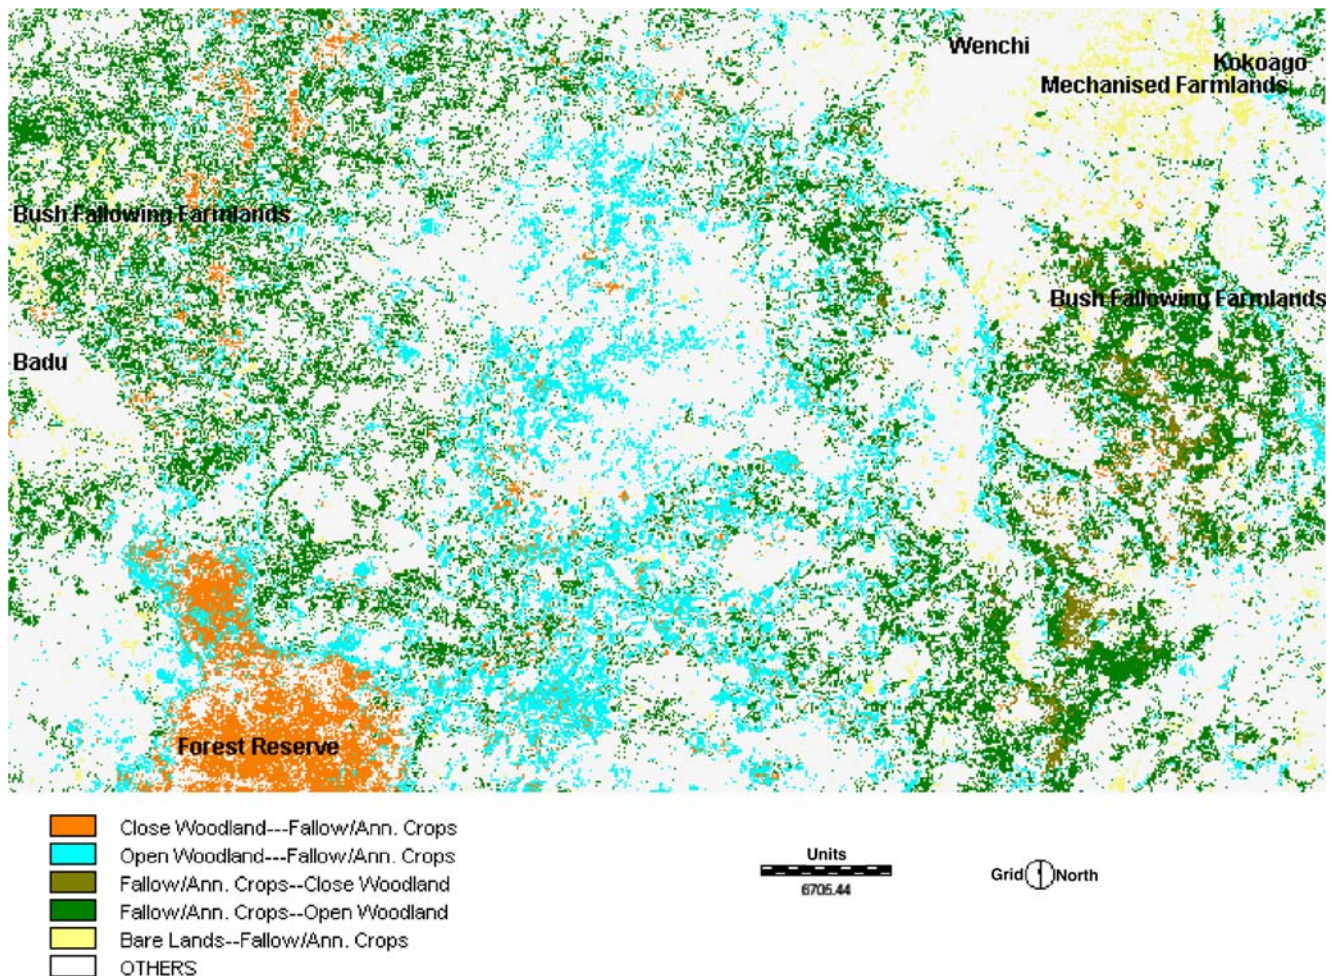 Wenchi
Kokoago
Mechanised Farmlands
Bush Fallowing Farmlands
Bush Fallowing Farmlands
Badu
Forest Reserve
Close Woodland---Fallow/Ann. Crops
Open Woodland---Fallow/Ann. Crops
Fallow/Ann. Crops--Close Woodland
Fallow/Ann. Crops--Open Woodland
Bare Lands--Fallow/Ann. Crops
OTHERS
Units
6705.44
Grid North